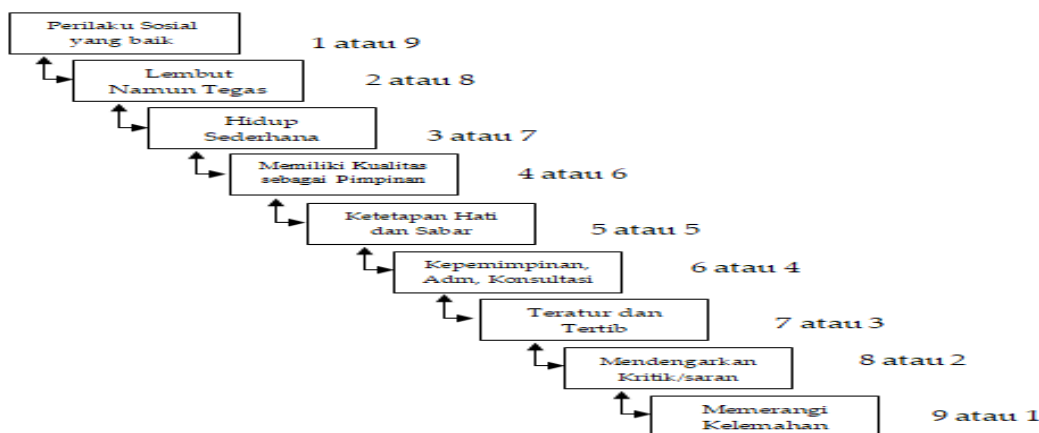 Perilaku Sosial
yang baik
1 atau 9
Lembut
Namun Tegas
2 atau 8
Hidup
Sederhana
3 atau 7
Memiliki Kualitas
sebagai Pimpinan
4 atau 6
Ketetapan Hati
dan Sabar
5 atau 5
Kepemimpinan,
Adm, Konsultasi
6 atau 4
Teratur dan
Tertib
7 atau 3
Mendengarkan
Kritik/saran
8 atau 2
Memerangi
Kelemahan
9 atau 1